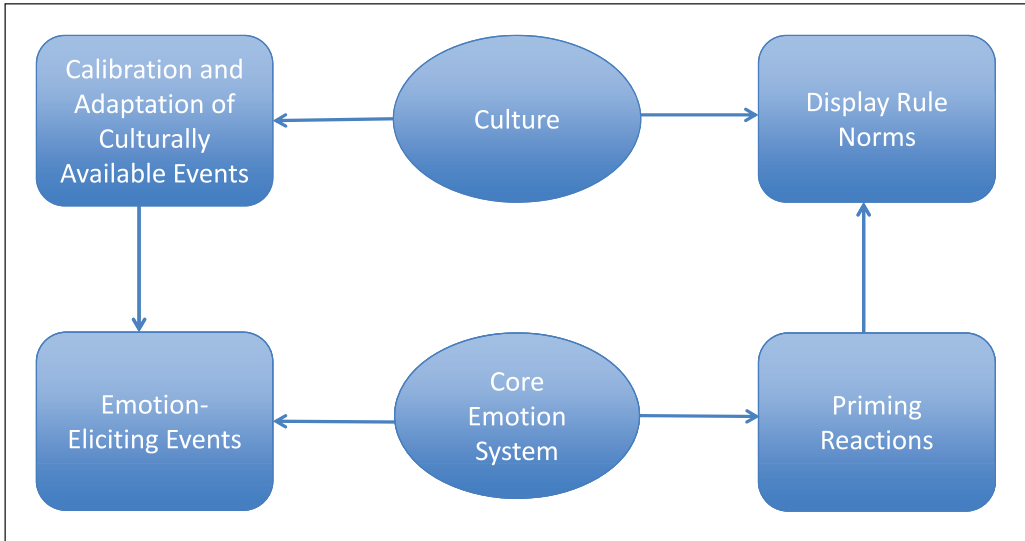 Calibration and
Adaptation of
Culturally
Available Events
Culture
Display Rule
Norms
Emotion-
Eliciting Events
Core
Emotion
System
Priming
Reactions